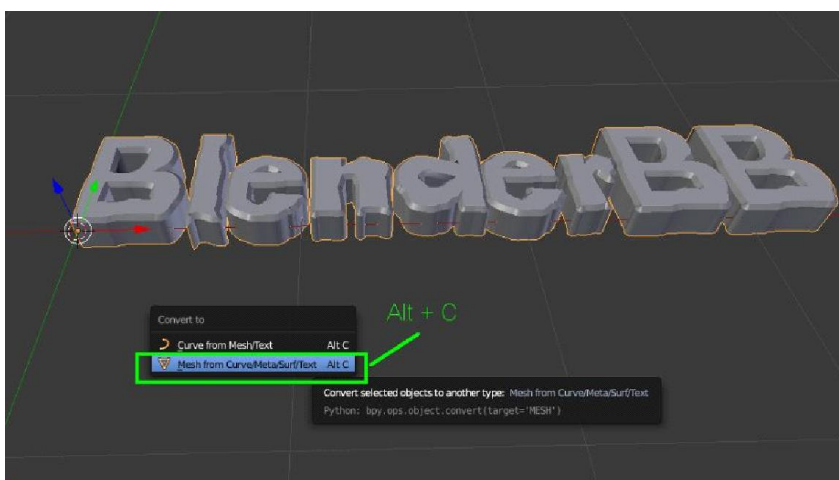 BlenderBB
Convert to
Alt + C
Curve from Mesh/Text Alt C
Mesh from Curve/Meta/Surf/Text Alt C
Convert selected objects to another type: Mesh from Curve/Meta/Surf/Text
Python: bpy.ops.object.convert(target='MESH')